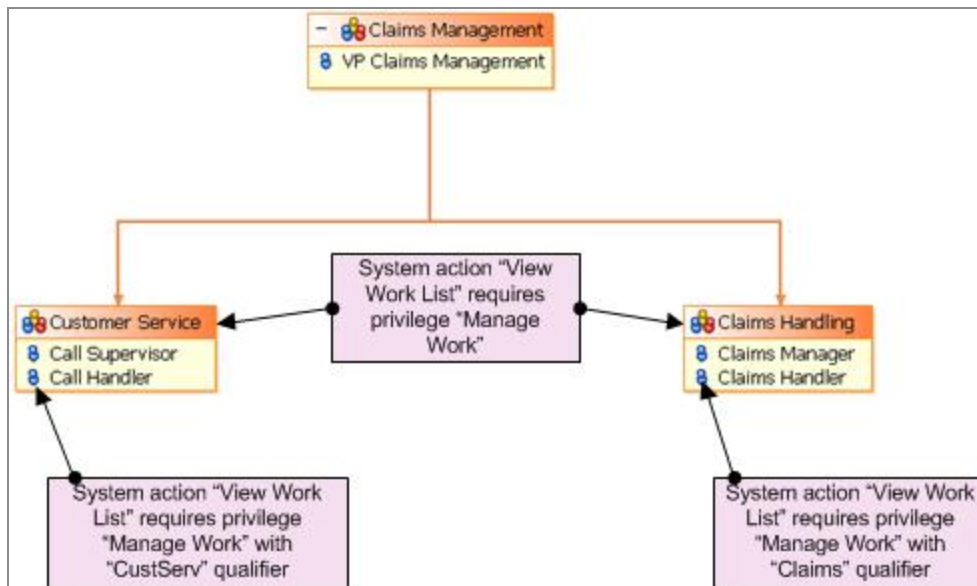 Claims Management
VP Claims Management
System action “View
Work List” requires
privilege “Manage
Work”
Customer Service
Call Supervisor
Call Handler
Claims Handling
Claims Manager
Claims Handler
System action “View Work
List” requires privilege
“Manage Work” with
“CustServ” qualifier
System action “View Work
List” requires privilege
“Manage Work” with
“Claims” qualifier